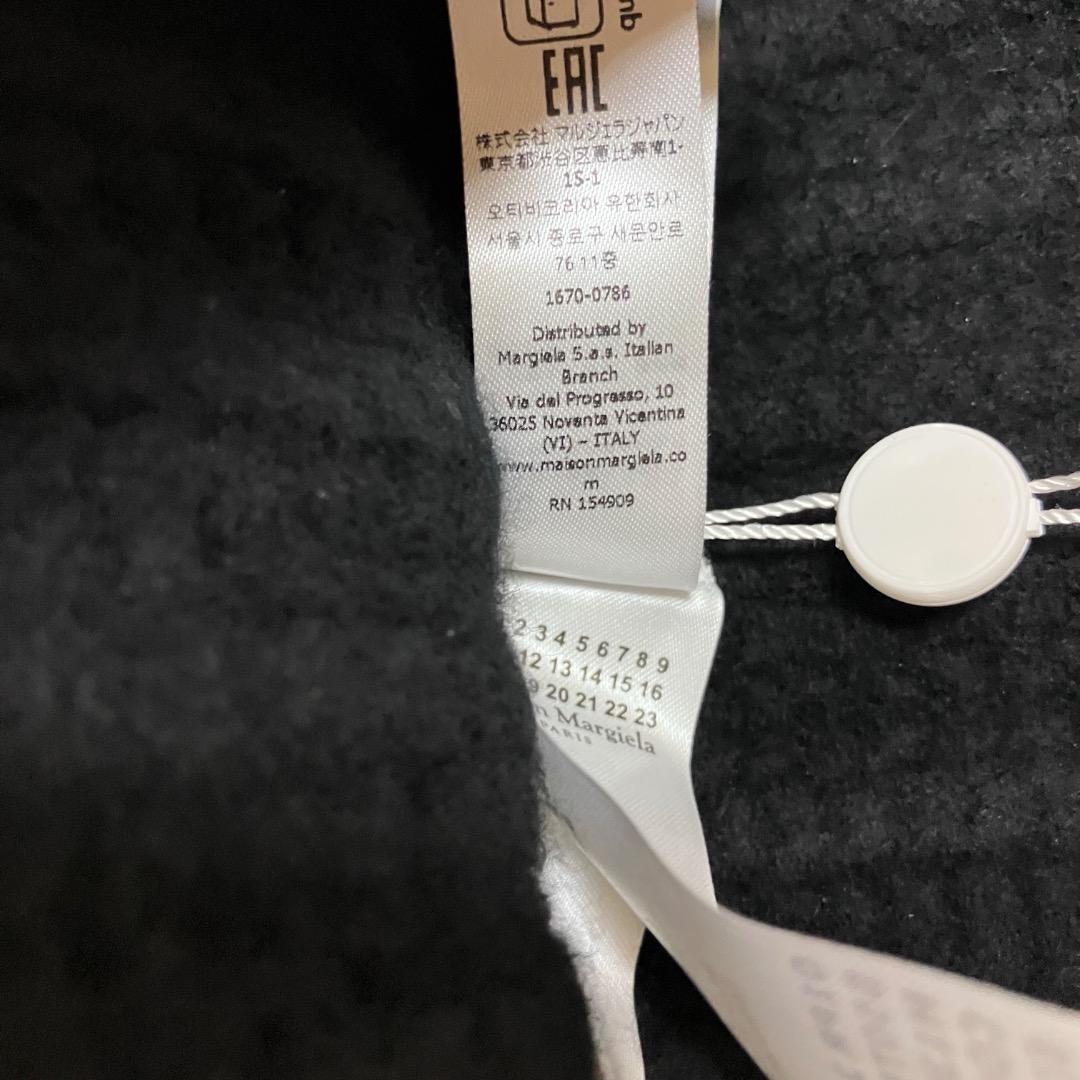 EAC
株式会社 マルジェラジャパン
東京都渋谷区恵比寿南1-
15-1
오티비코리아 유한회사
서울시 종로구 새문안로
76 11층
1670-0786
Distributed by
Margiela S.a.s. Italian
Branch
Via del Progresso, 10
36025 Noventa Vicentina
(VI) - ITALY
www.maisonmargiela.co
m
RN 154909
2 3 4 5 6 7 8 9
12 13 14 15 16
9 20 21 22 23
n Margiela
PARIS